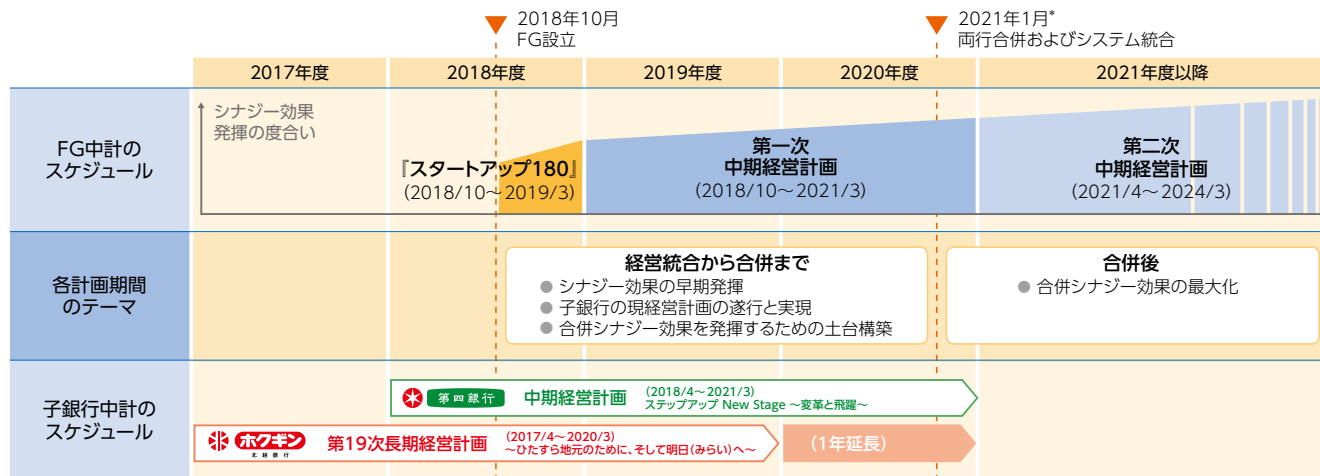 2018年10月
FG設立
2021年1月*
両行合併およびシステム統合
2017年度
2018年度
2019年度
2020年度
2021年度以降
FG中計の
スケジュール
シナジー効果
発揮の度合い
『スタートアップ180』
(2018/10〜2019/3)
第一次
中期経営計画
(2018/10〜2021/3)
第二次
中期経営計画
(2021/4〜2024/3)
各計画期間
のテーマ
経営統合から合併まで
● シナジー効果の早期発揮
● 子銀行の現経営計画の遂行と実現
● 合併シナジー効果を発揮するための土台構築
合併後
● 合併シナジー効果の最大化
子銀行中計の
スケジュール
第四銀行
中期経営計画
(2018/4〜2021/3)
ステップアップ New Stage 〜変革と飛躍〜
ホクギン
北越銀行
第19次長期経営計画
(2017/4〜2020/3)
〜ひたすら地元のために、そして明日(みらい)へ〜
(1年延長)